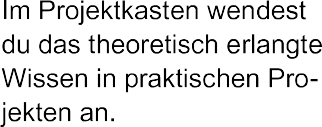 Im Projektkasten wendest
du das theoretisch erlangte
Wissen in praktischen Pro-
jekten an.